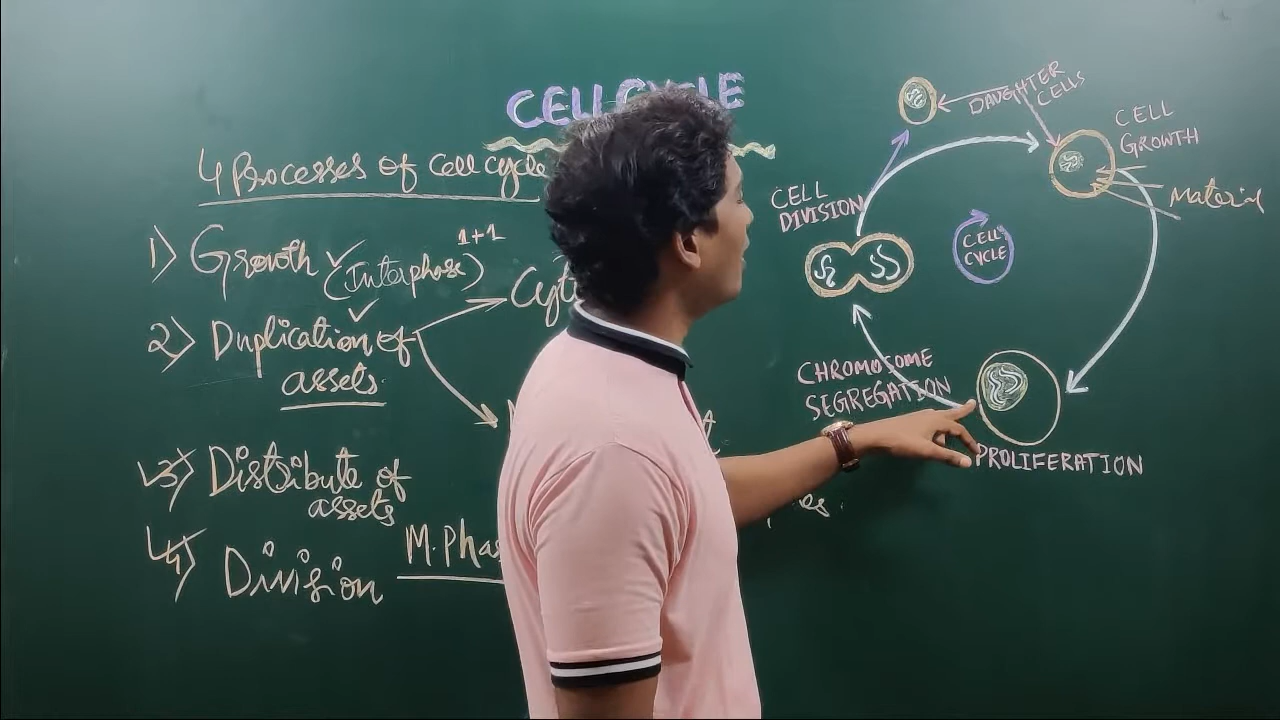 CELL CYCLE
4 Processes of cell cycle
1) Growth ✓ (Interphase) 1+1
2) Duplication of ✓
assets
3) Distribute of
assets
4) Division
M.Phas
DAUGHTER
CELLS
CELL
GROWTH
Material
CELL
DIVISION
CELL
CYCLE
CHROMOSOME
SEGREGATION
PROLIFERATION